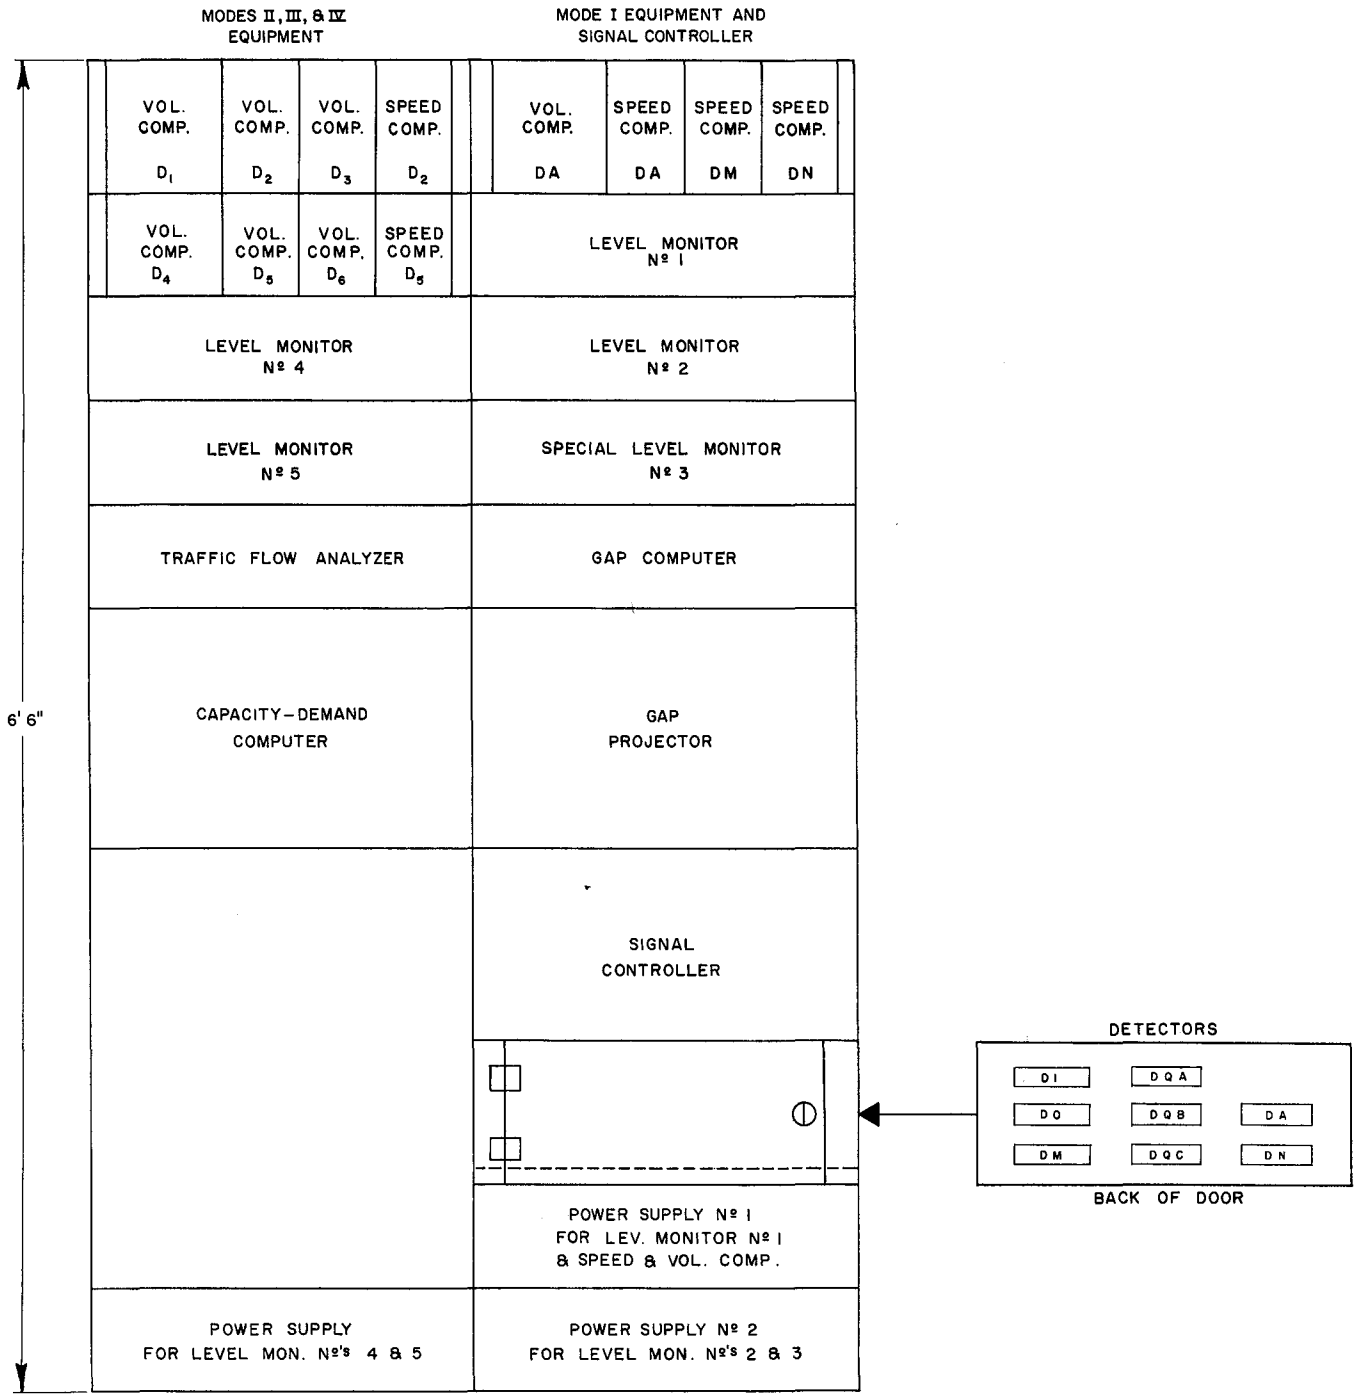 MODES II, III, & IV
EQUIPMENT
MODE I EQUIPMENT AND
SIGNAL CONTROLLER
VOL.
COMP.
D1
VOL.
COMP.
D2
VOL.
COMP.
D3
SPEED
COMP.
D2
VOL.
COMP.
DA
SPEED
COMP.
DA
SPEED
COMP.
DM
SPEED
COMP.
DN
VOL.
COMP.
D4
VOL.
COMP.
D5
VOL.
COMP.
D6
SPEED
COMP.
D5
LEVEL MONITOR
Nº 1
LEVEL MONITOR
Nº 4
LEVEL MONITOR
Nº 2
LEVEL MONITOR
Nº 5
SPECIAL LEVEL MONITOR
Nº 3
TRAFFIC FLOW ANALYZER
GAP COMPUTER
6' 6"
CAPACITY-DEMAND
COMPUTER
GAP
PROJECTOR
SIGNAL
CONTROLLER
DETECTORS
DI DQA
DO DQB DA
DM DQC DN
BACK OF DOOR
POWER SUPPLY Nº 1
FOR LEV. MONITOR Nº 1
& SPEED & VOL. COMP.
POWER SUPPLY
FOR LEVEL MON. Nº's 4 & 5
POWER SUPPLY Nº 2
FOR LEVEL MON. Nº's 2 & 3